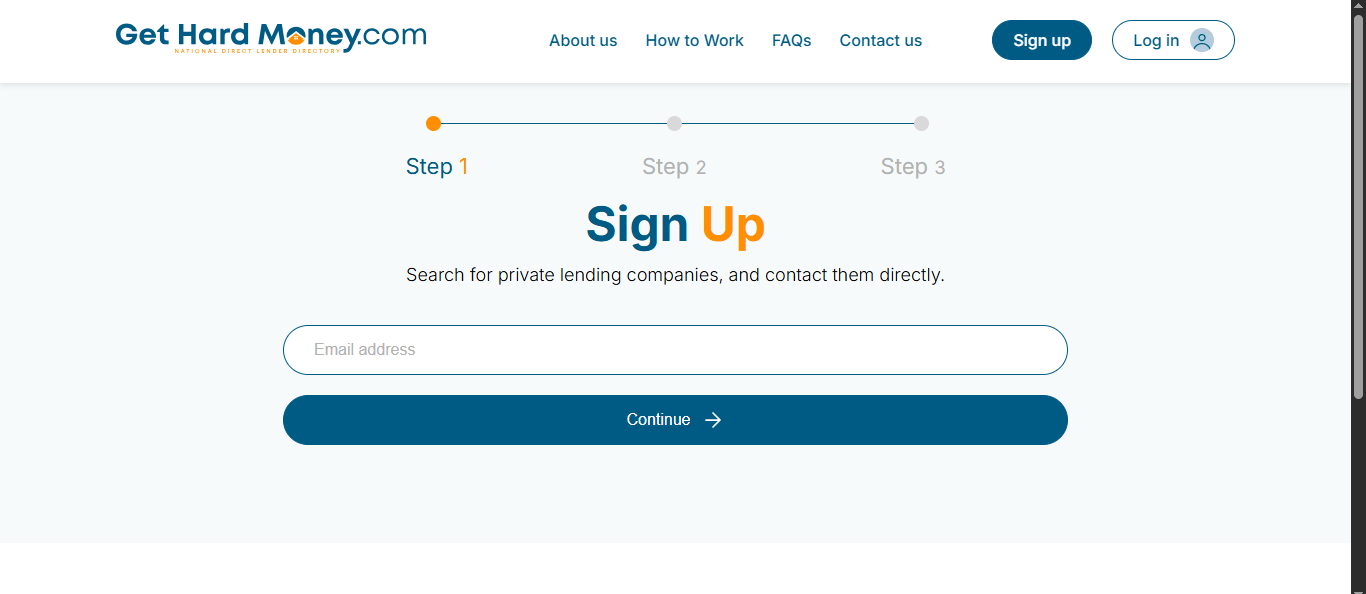 Get Hard Money.com
NATIONAL DIRECT LENDER DIRECTORY
About us How to Work FAQs Contact us Sign up Log in
Step 1 Step 2 Step 3
Sign Up
Search for private lending companies, and contact them directly.
Email address
Continue